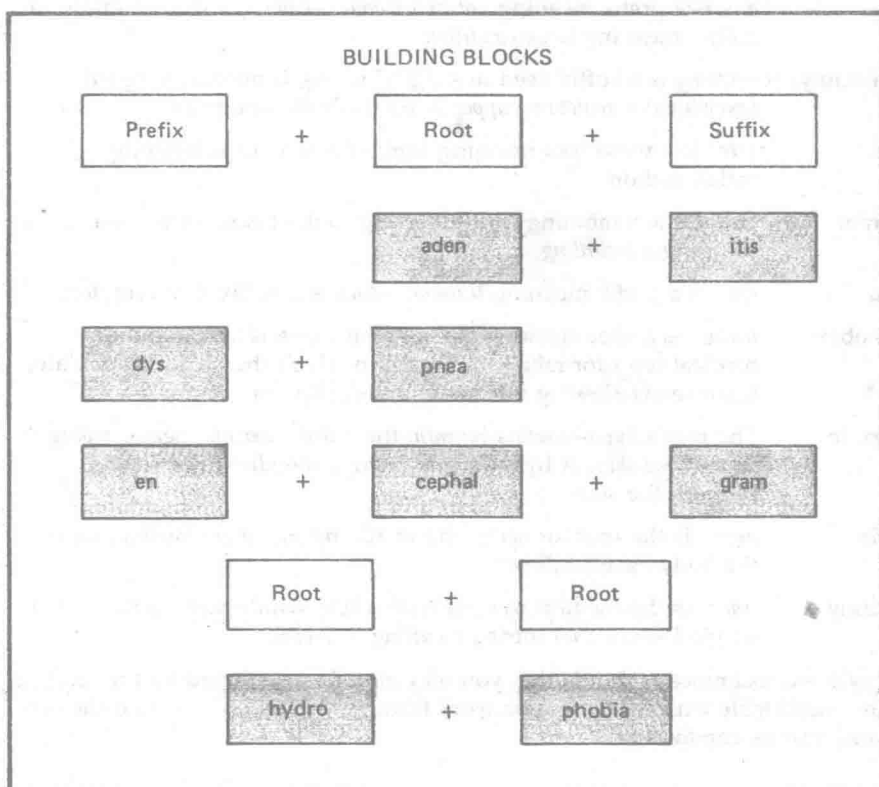 BUILDING BLOCKS
Prefix + Root + Suffix
aden + itis
dys + pnea
en + cephal + gram
Root + Root
hydro + phobia